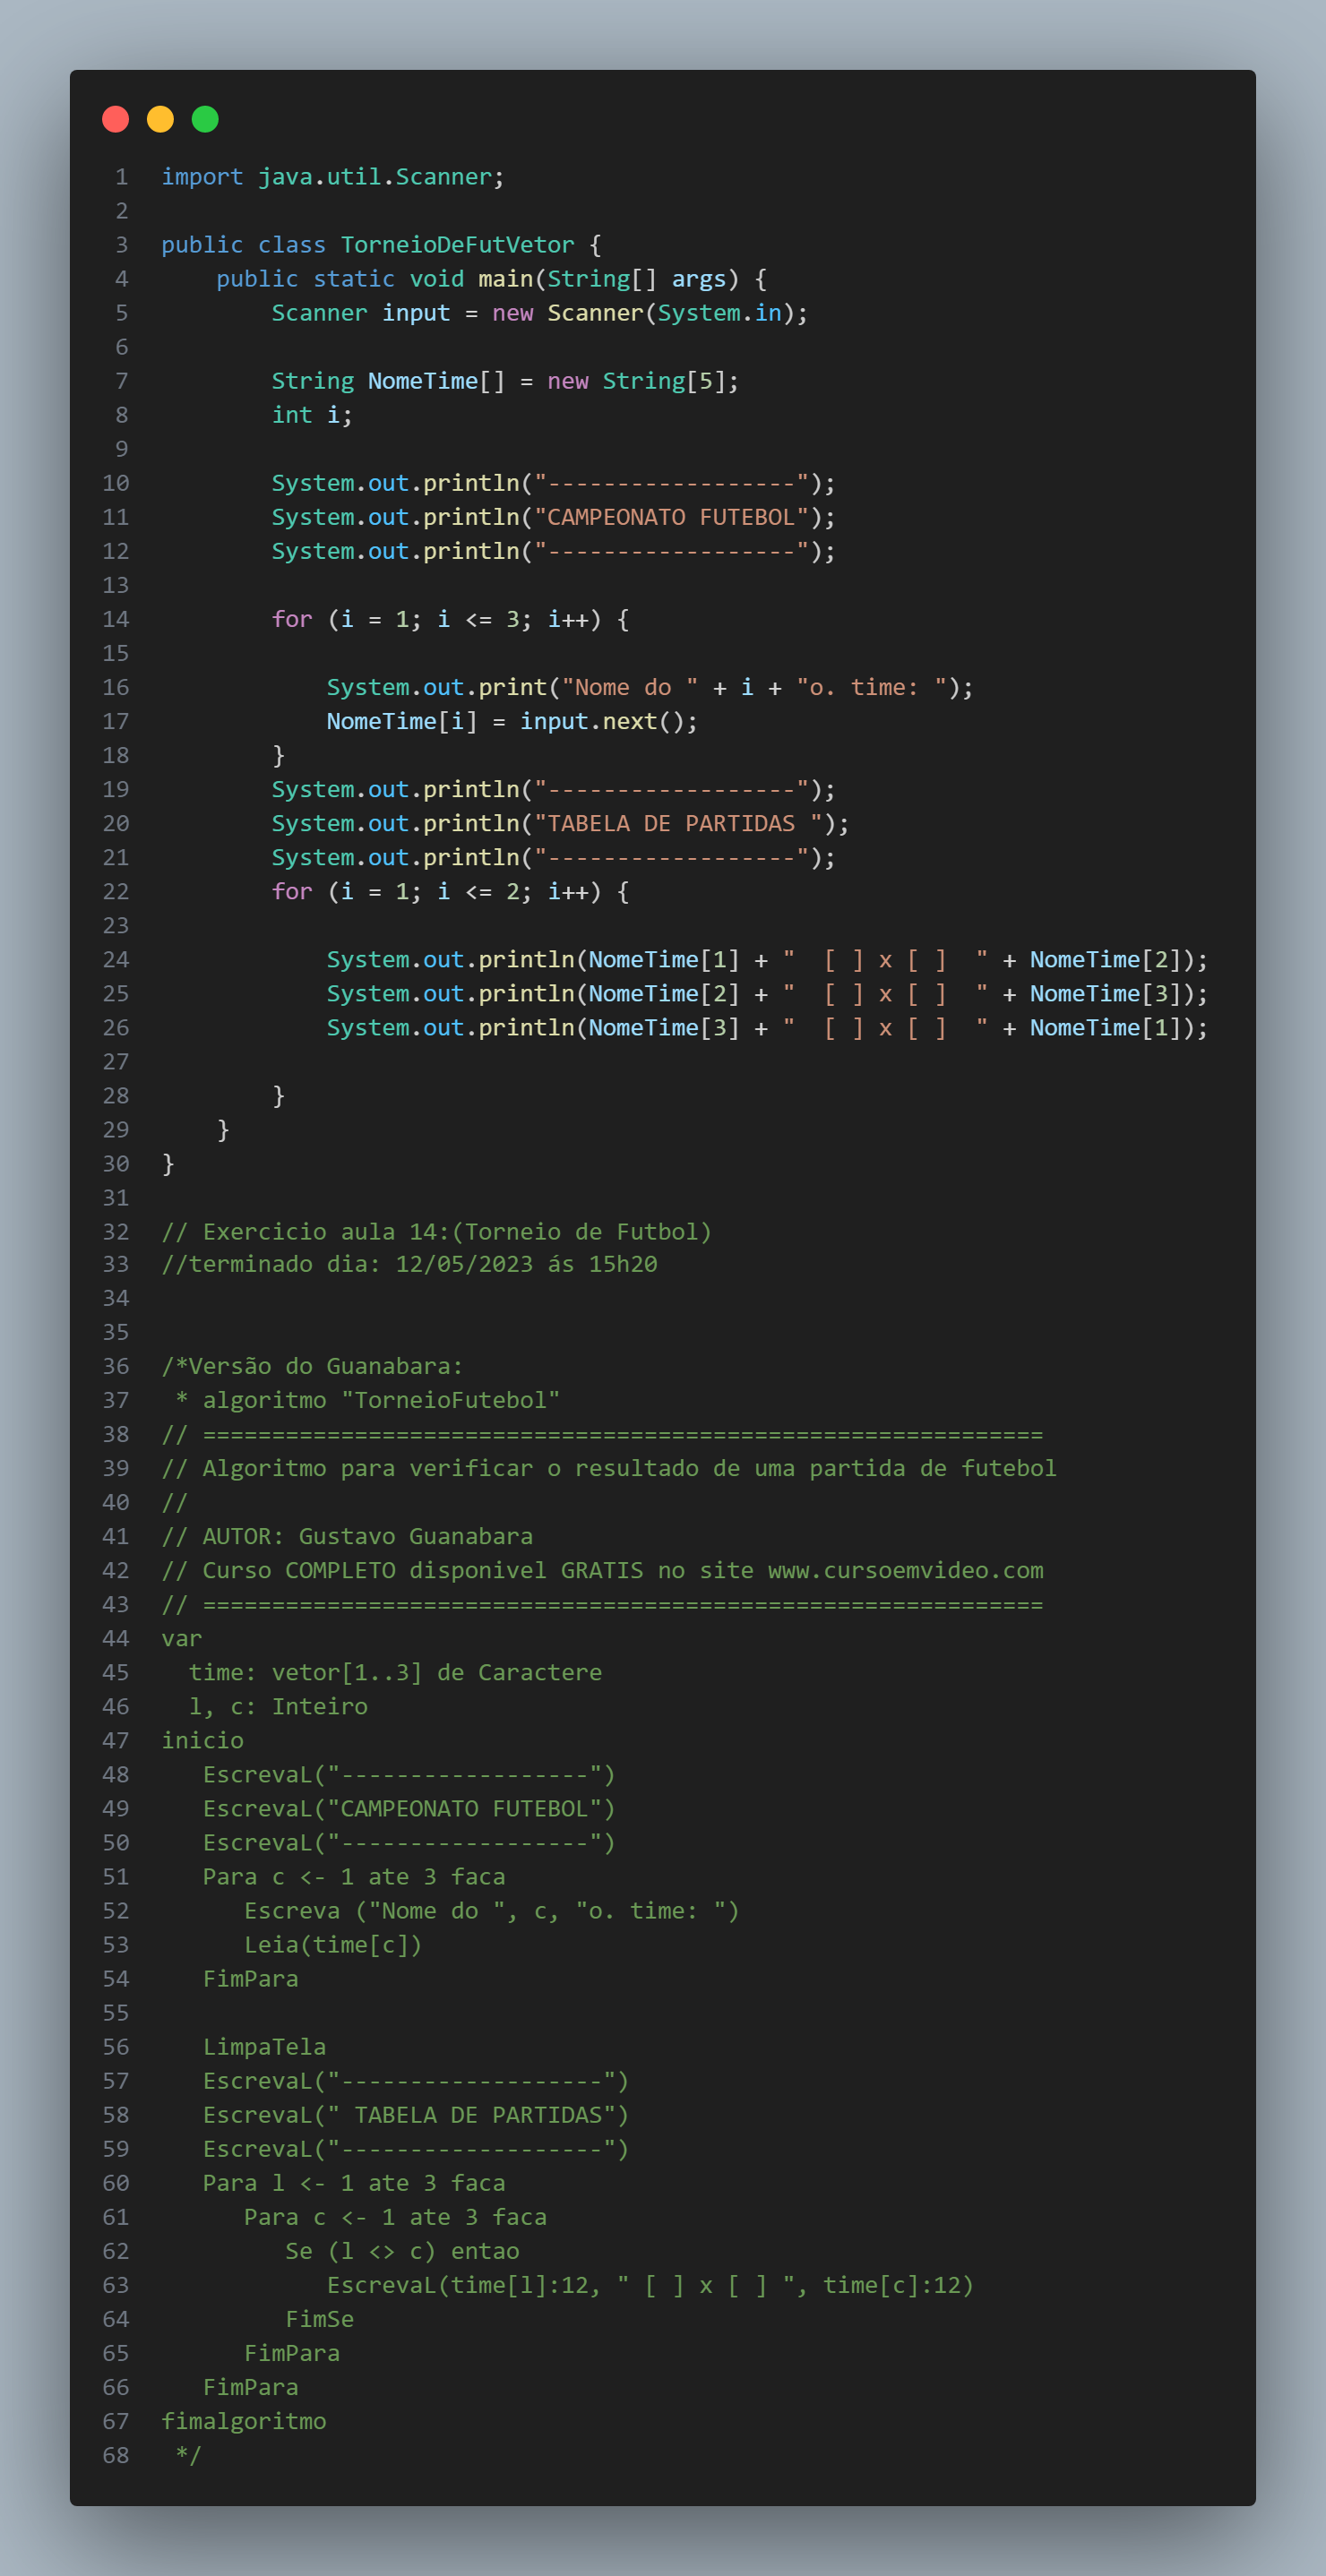 1 import java.util.Scanner;
2
3 public class TorneioDeFutVetor {
4     public static void main(String[] args) {
5         Scanner input = new Scanner(System.in);
6
7         String NomeTime[] = new String[5];
8         int i;
9
10         System.out.println("------------------");
11         System.out.println("CAMPEONATO FUTEBOL");
12         System.out.println("------------------");
13
14         for (i = 1; i <= 3; i++) {
15
16             System.out.print("Nome do " + i + "o. time: ");
17             NomeTime[i] = input.next();
18         }
19         System.out.println("------------------");
20         System.out.println("TABELA DE PARTIDAS ");
21         System.out.println("------------------");
22         for (i = 1; i <= 2; i++) {
23
24             System.out.println(NomeTime[1] + "  [ ] x [ ]  " + NomeTime[2]);
25             System.out.println(NomeTime[2] + "  [ ] x [ ]  " + NomeTime[3]);
26             System.out.println(NomeTime[3] + "  [ ] x [ ]  " + NomeTime[1]);
27
28         }
29     }
30 }
31
32 // Exercicio aula 14:(Torneio de Futbol)
33 //terminado dia: 12/05/2023 ás 15h20
34
35
36 /*Versão do Guanabara:
37  * algoritmo "TorneioFutebol"
38 // =============================================================
39 // Algoritmo para verificar o resultado de uma partida de futebol
40 //
41 // AUTOR: Gustavo Guanabara
42 // Curso COMPLETO disponivel GRATIS no site www.cursoemvideo.com
43 // =============================================================
44 var
45   time: vetor[1..3] de Caractere
46   l, c: Inteiro
47 inicio
48    EscrevaL("------------------")
49    EscrevaL("CAMPEONATO FUTEBOL")
50    EscrevaL("------------------")
51    Para c <- 1 ate 3 faca
52       Escreva ("Nome do ", c, "o. time: ")
53       Leia(time[c])
54    FimPara
55
56    LimpaTela
57    EscrevaL("-------------------")
58    EscrevaL(" TABELA DE PARTIDAS")
59    EscrevaL("-------------------")
60    Para l <- 1 ate 3 faca
61       Para c <- 1 ate 3 faca
62          Se (l <> c) entao
63             EscrevaL(time[l]:12, " [ ] x [ ] ", time[c]:12)
64          FimSe
65       FimPara
66    FimPara
67 fimalgoritmo
68  */